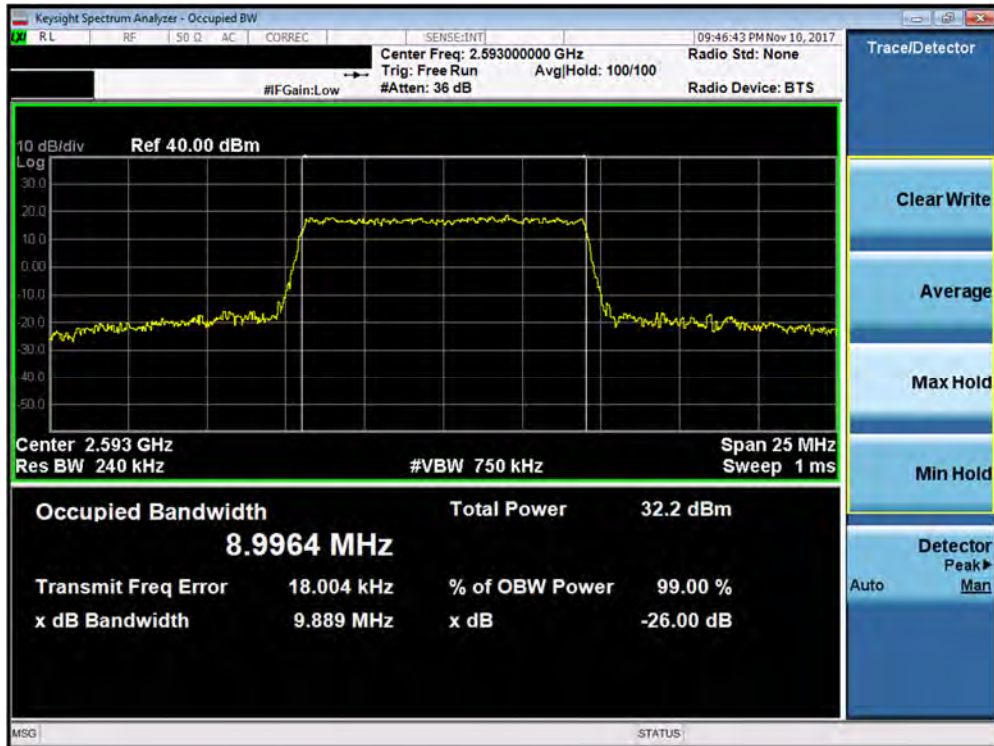 Keysight Spectrum Analyzer - Occupied BW
LXI RL RF 50 Ω AC CORREC SENSE:INT 09:46:43 PM Nov 10, 2017
Center Freq: 2.593000000 GHz Radio Std: None
Trig: Free Run Avg|Hold: 100/100
#IFGain:Low #Atten: 36 dB Radio Device: BTS
Trace/Detector
10 dB/div Ref 40.00 dBm
Log
30.0
20.0
10.0
0.00
-10.0
-20.0
-30.0
-40.0
-50.0
Center 2.593 GHz Span 25 MHz
Res BW 240 kHz #VBW 750 kHz Sweep 1 ms
Occupied Bandwidth Total Power 32.2 dBm
8.9964 MHz
Transmit Freq Error 18.004 kHz % of OBW Power 99.00 %
x dB Bandwidth 9.889 MHz x dB -26.00 dB
Clear Write
Average
Max Hold
Min Hold
Detector
Peak▶
Auto Man
MSG STATUS